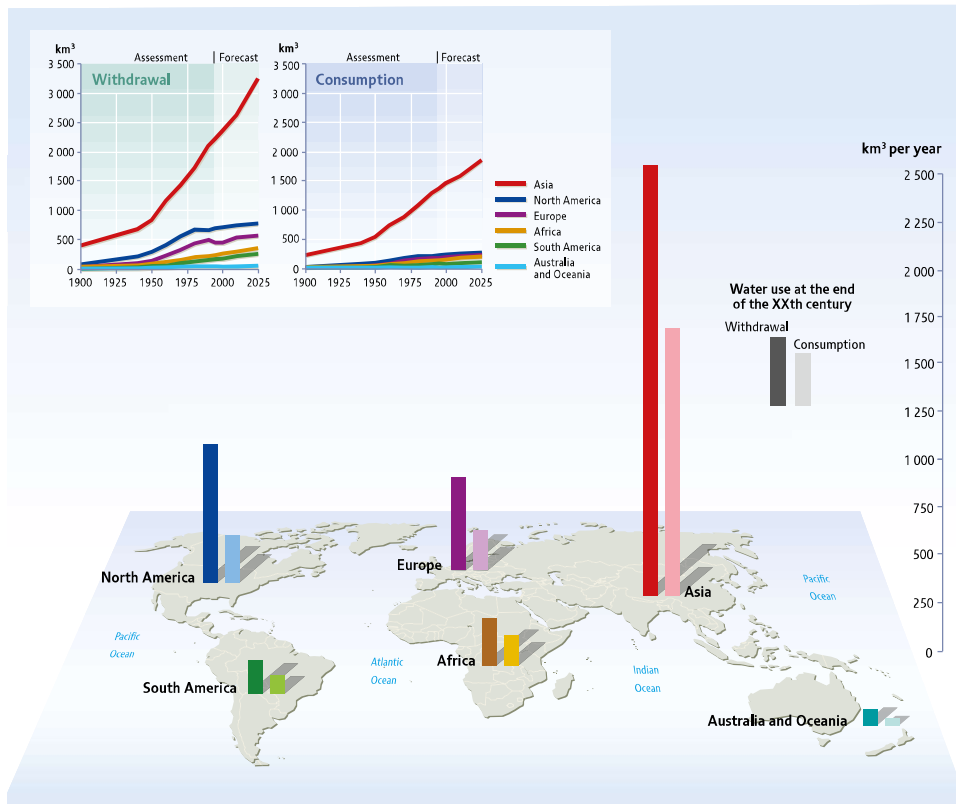 km³
Assessment
Forecast
3 500
3 000
2 500
2 000
1 500
1 000
500
0
Withdrawal
1900
1925
1950
1975
2000
2025
km³
Assessment
Forecast
3 500
3 000
2 500
2 000
1 500
1 000
500
0
Consumption
1900
1925
1950
1975
2000
2025
Asia
North America
Europe
Africa
South America
Australia
and Oceania
km³ per year
2 500
2 250
2 000
1 750
1 500
1 250
1 000
750
500
250
0
Water use at the end
of the XXth century
Withdrawal
Consumption
North America
Europe
Asia
Pacific
Ocean
Pacific
Ocean
South America
Atlantic
Ocean
Africa
Indian
Ocean
Australia and Oceania